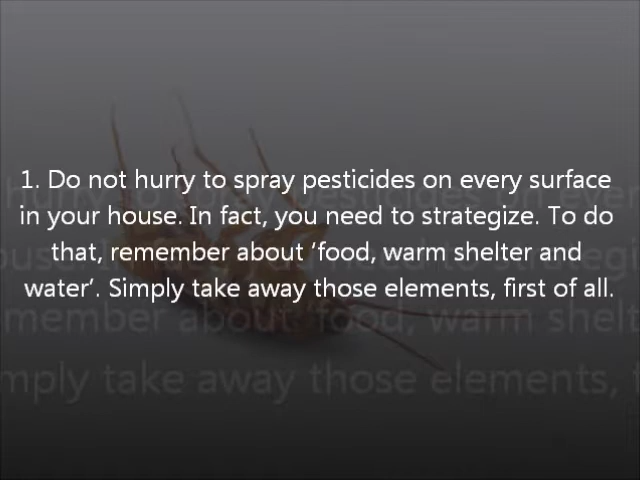 1. Do not hurry to spray pesticides on every surface
in your house. In fact, you need to strategize. To do
that, remember about ‘food, warm shelter and
water’. Simply take away those elements, first of all.